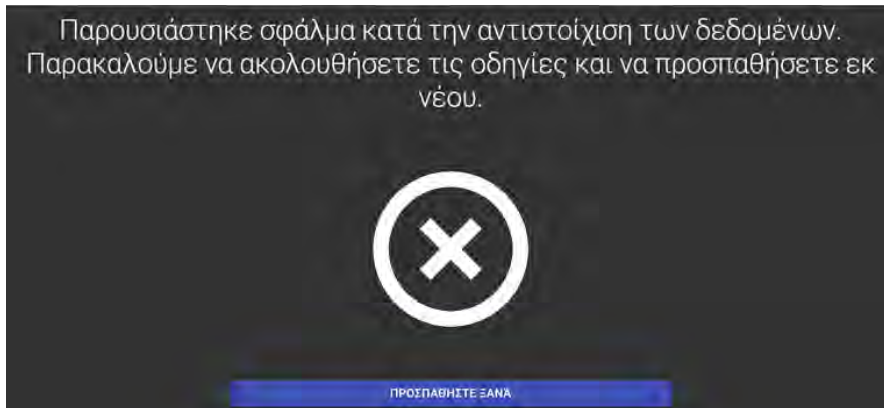 Παρουσιάστηκε σφάλμα κατά την αντιστοίχιση των δεδομένων.
Παρακαλούμε να ακολουθήσετε τις οδηγίες και να προσπαθήσετε εκ
νέου.
ΠΡΟΣΠΑΘΗΣΤΕ ΞΑΝΑ